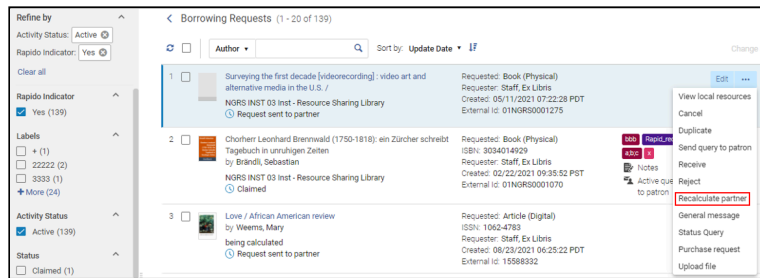 Refine by
Activity Status: Active
Rapido Indicator: Yes
Clear all
Rapido Indicator
Yes (139)
Labels
+ (1)
22222 (2)
3333 (1)
+More (24)
Activity Status
Active (139)
Status
Claimed (1)
Borrowing Requests (1 - 20 of 139)
Author
Sort by: Update Date
Change
1
Surveying the first decade [videorecording] : video art and
alternative media in the U.S. /
NGRS INST 03 Inst - Resource Sharing Library
Request sent to partner
Requested: Book (Physical)
Requester: Staff, Ex Libris
Created: 05/11/2021 07:22:28 PDT
External Id: 01NGRS0001275
Edit ...
2
Chorherr Leonhard Brennwald (1750-1818): ein Zürcher schreibt
Tagebuch in unruhigen Zeiten
by Brändli, Sebastian
NGRS INST 03 Inst - Resource Sharing Library
Claimed
Requested: Book (Physical)
ISBN: 3034014929
Requester: Staff, Ex Libris
Created: 02/22/2021 09:35:52 PST
External Id: 01NGRS0001070
bbb Rapid_re
a;b;c x
Notes
Active que
to patron
3
Love / African American review
by Weems, Mary
being calculated
Request sent to partner
Requested: Article (Digital)
ISSN: 1062-4783
Requester: Staff, Ex Libris
Created: 08/23/2021 06:25:22 PDT
External Id: 15588332
View local resources
Cancel
Duplicate
Send query to patron
Receive
Reject
Recalculate partner
General message
Status Query
Purchase request
Upload file